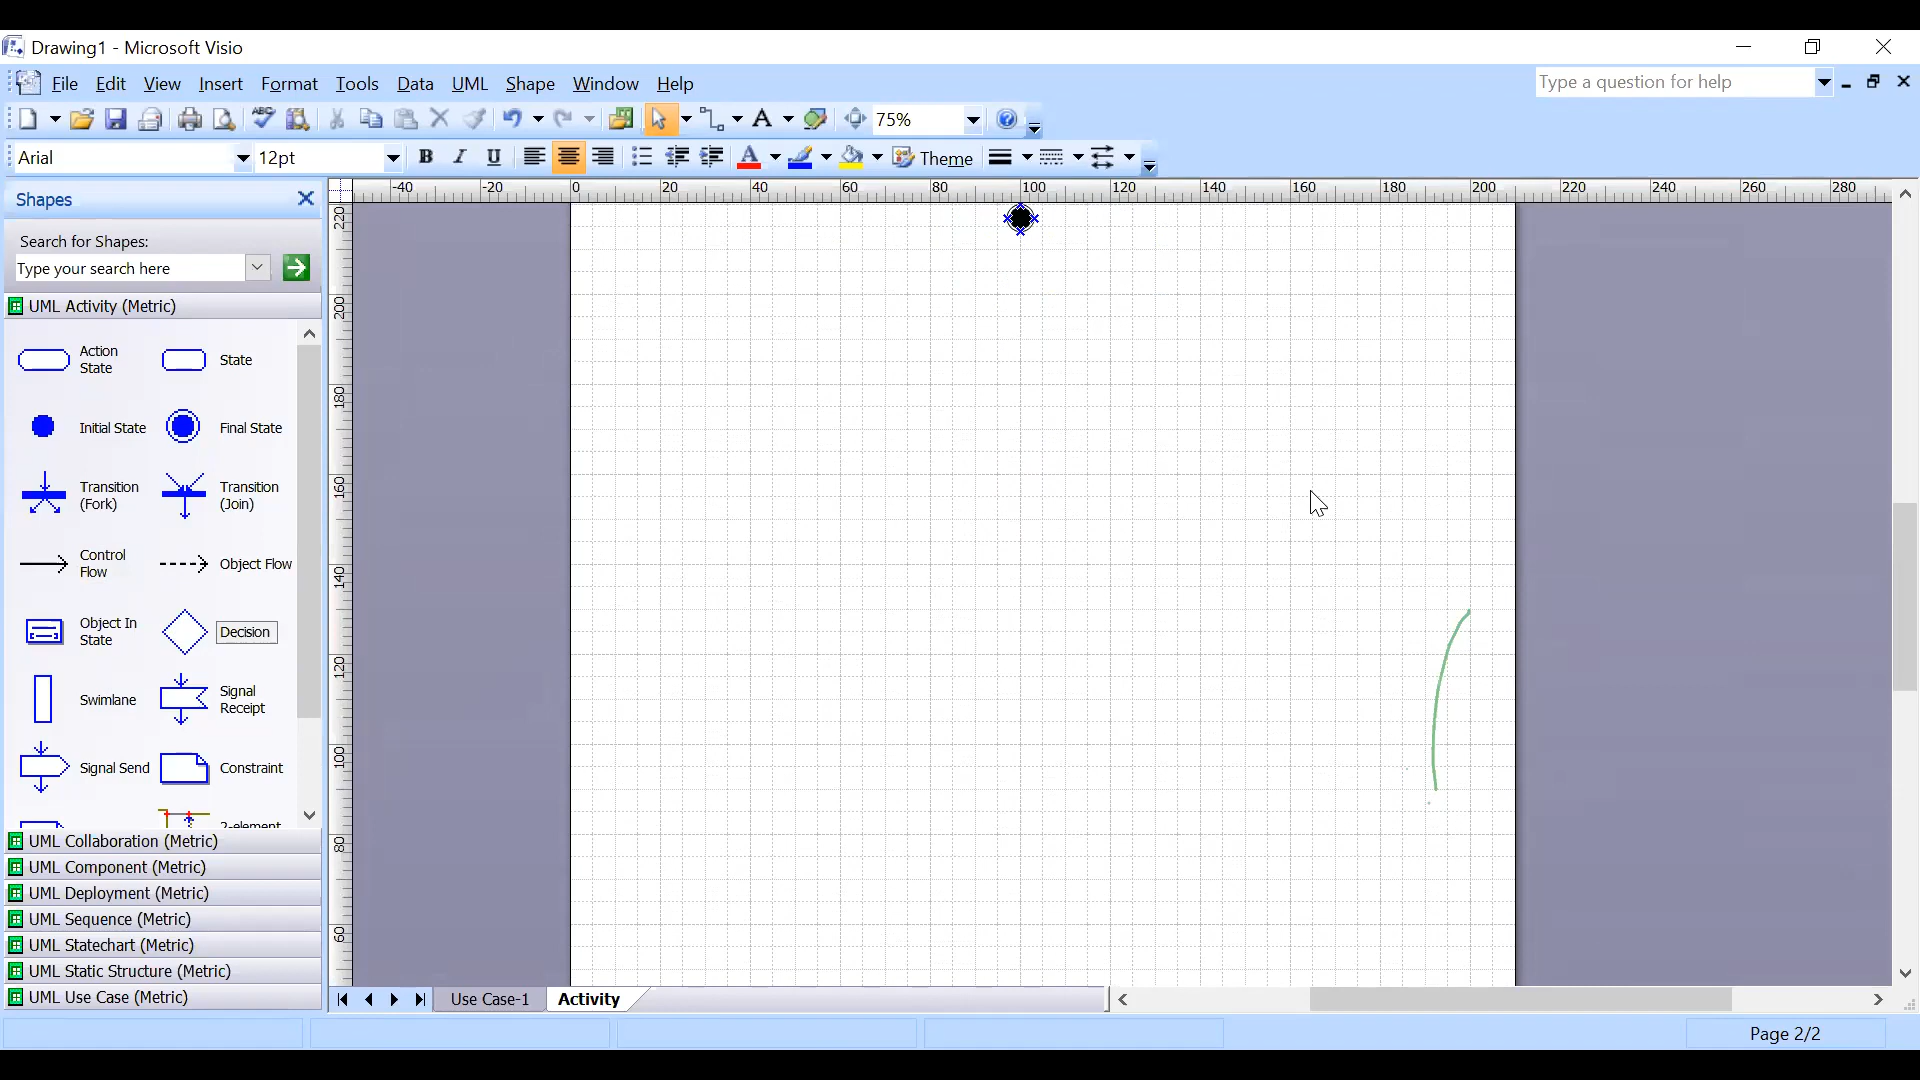 Drawing1 - Microsoft Visio
File Edit View Insert Format Tools Data UML Shape Window Help
Type a question for help
ABC A 75% ?
Arial 12pt B I U A Theme
Shapes
Search for Shapes:
Type your search here
UML Activity (Metric)
Action State
State
Initial State
Final State
Transition (Fork)
Transition (Join)
Control Flow
Object Flow
Object In State
Decision
Swimlane
Signal Receipt
Signal Send
Constraint
2-element
UML Collaboration (Metric)
UML Component (Metric)
UML Deployment (Metric)
UML Sequence (Metric)
UML Statechart (Metric)
UML Static Structure (Metric)
UML Use Case (Metric)
-40 -20 0 20 40 60 80 100 120 140 160 180 200 220 240 260 280
220
200
180
160
140
120
100
80
60
Use Case-1 Activity
Page 2/2